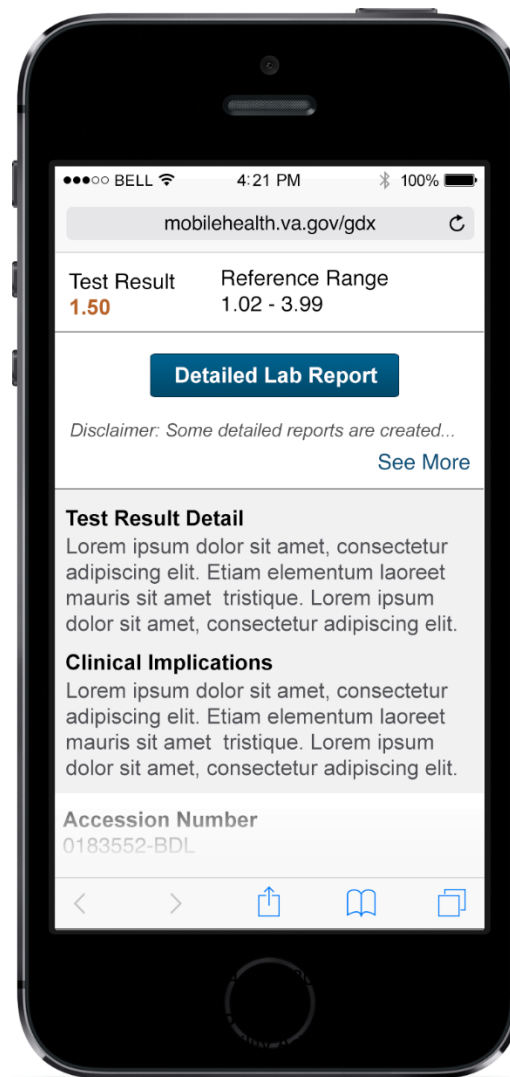 BELL 4:21 PM 100%
mobilehealth.va.gov/gdx
Test Result Reference Range
1.50 1.02 - 3.99
Detailed Lab Report
Disclaimer: Some detailed reports are created...
See More
Test Result Detail
Lorem ipsum dolor sit amet, consectetur
adipiscing elit. Etiam elementum laoreet
mauris sit amet tristique. Lorem ipsum
dolor sit amet, consectetur adipiscing elit.
Clinical Implications
Lorem ipsum dolor sit amet, consectetur
adipiscing elit. Etiam elementum laoreet
mauris sit amet tristique. Lorem ipsum
dolor sit amet, consectetur adipiscing elit.
Accession Number
0183552-BDL